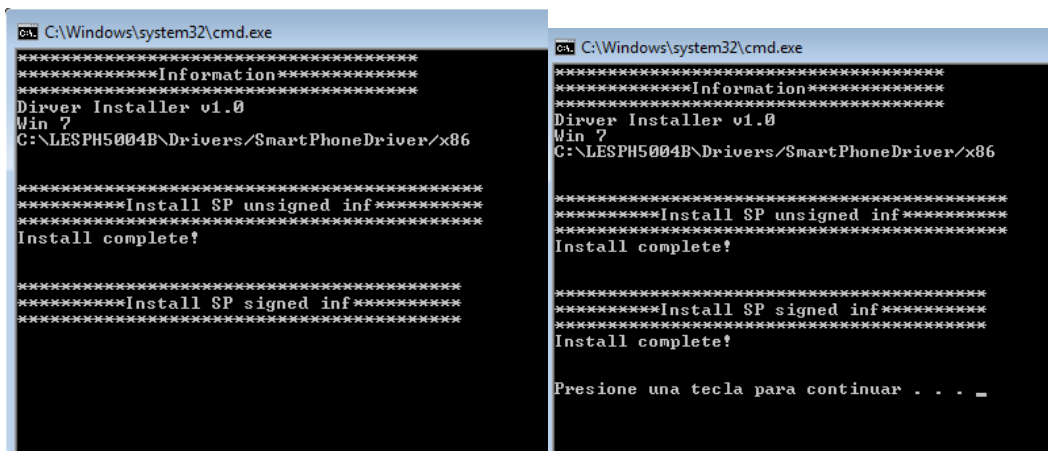 C:\Windows\system32\cmd.exe
*************************************
*************Information*************
*************************************
Dirver Installer v1.0
Win 7
C:\LESPH5004B\Drivers/SmartPhoneDriver/x86
*******************************************
**********Install SP unsigned inf**********
*******************************************
Install complete!
*****************************************
**********Install SP signed inf**********
*****************************************
C:\Windows\system32\cmd.exe
*************************************
*************Information*************
*************************************
Dirver Installer v1.0
Win 7
C:\LESPH5004B\Drivers/SmartPhoneDriver/x86
*******************************************
**********Install SP unsigned inf**********
*******************************************
Install complete!
*****************************************
**********Install SP signed inf**********
*****************************************
Install complete!
Presione una tecla para continuar . . . _